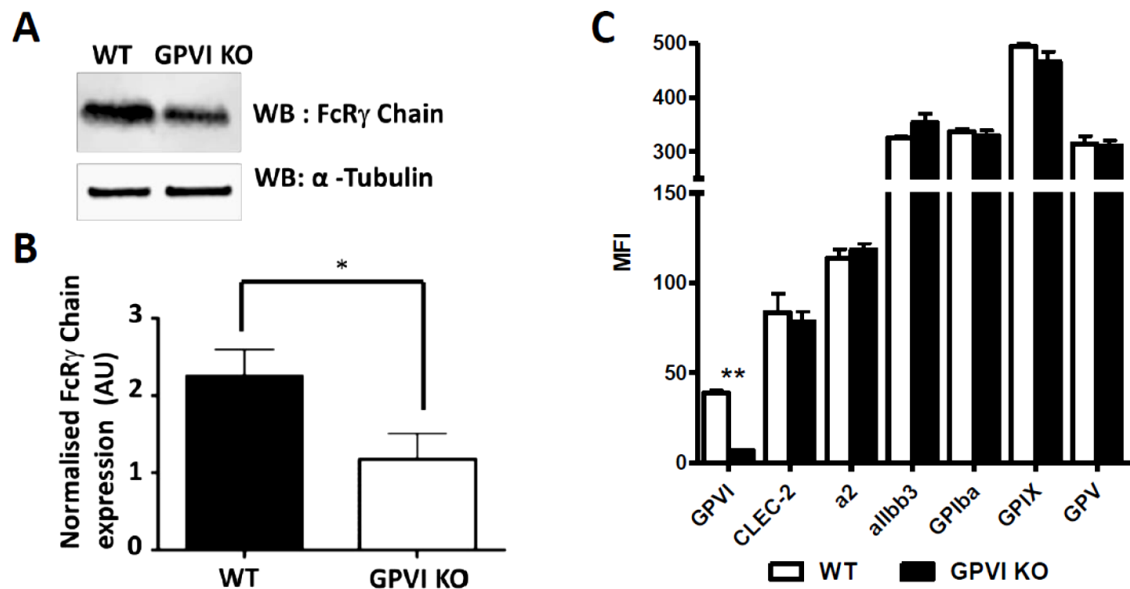 A
WT GPVI KO
WB : FcRγ Chain
WB: α -Tubulin
B
*
Normalised FcRγ Chain
expression (AU)
3
2
1
0
WT GPVI KO
C
MFI
500
400
300
150
100
50
0
**
GPVI CLEC-2 a2 aIIbb3 GPIba GPIX GPV
WT GPVI KO